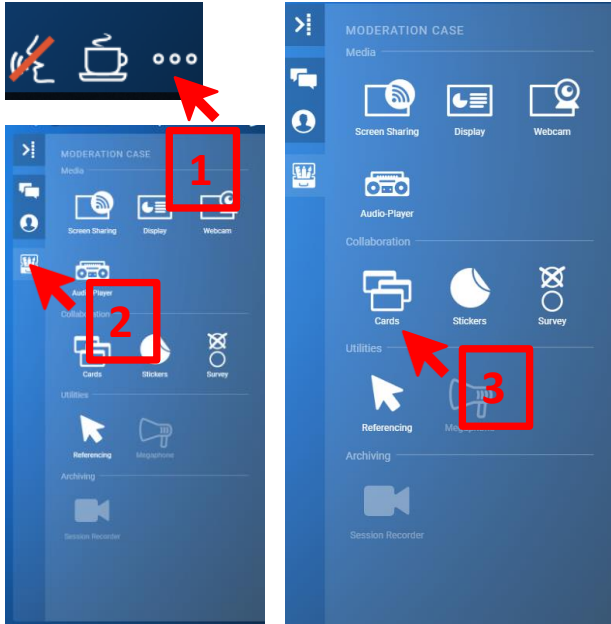 1
MODERATION CASE
Media
Screen Sharing Display Webcam
Audio-Player
2
Collaboration
Cards Stickers Survey
Utilities
Referencing Megaphone
Archiving
Session Recorder
MODERATION CASE
Media
Screen Sharing Display Webcam
Audio-Player
Collaboration
Cards Stickers Survey
Utilities
3
Referencing Megaphone
Archiving
Session Recorder